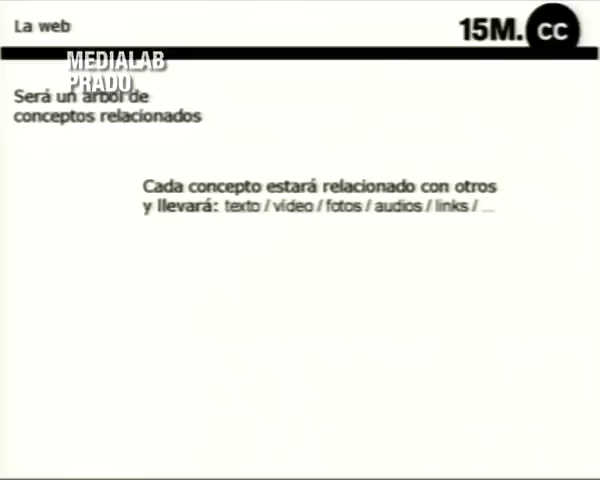 La web
15M.cc
MEDIALAB
PRADO
Será un árbol de
conceptos relacionados
Cada concepto estará relacionado con otros
y llevará: texto / vídeo / fotos / audios / links / ...